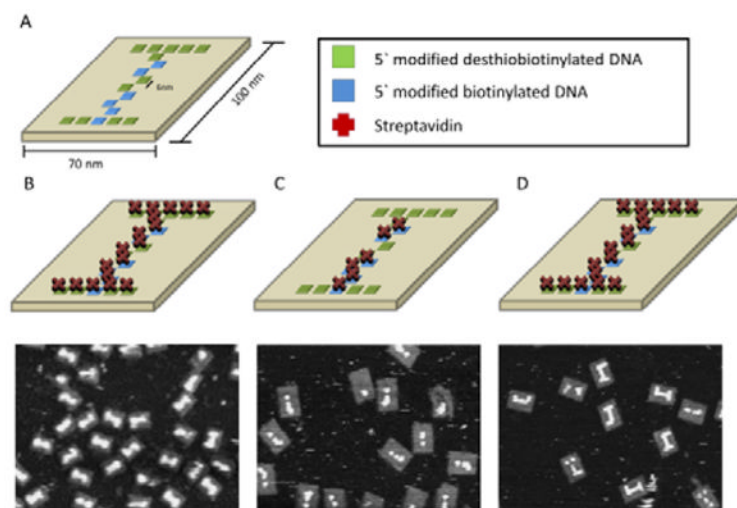 A
5` modified desthiobiotinylated DNA
5` modified biotinylated DNA
Streptavidin
6nm
100 nm
70 nm
B
C
D